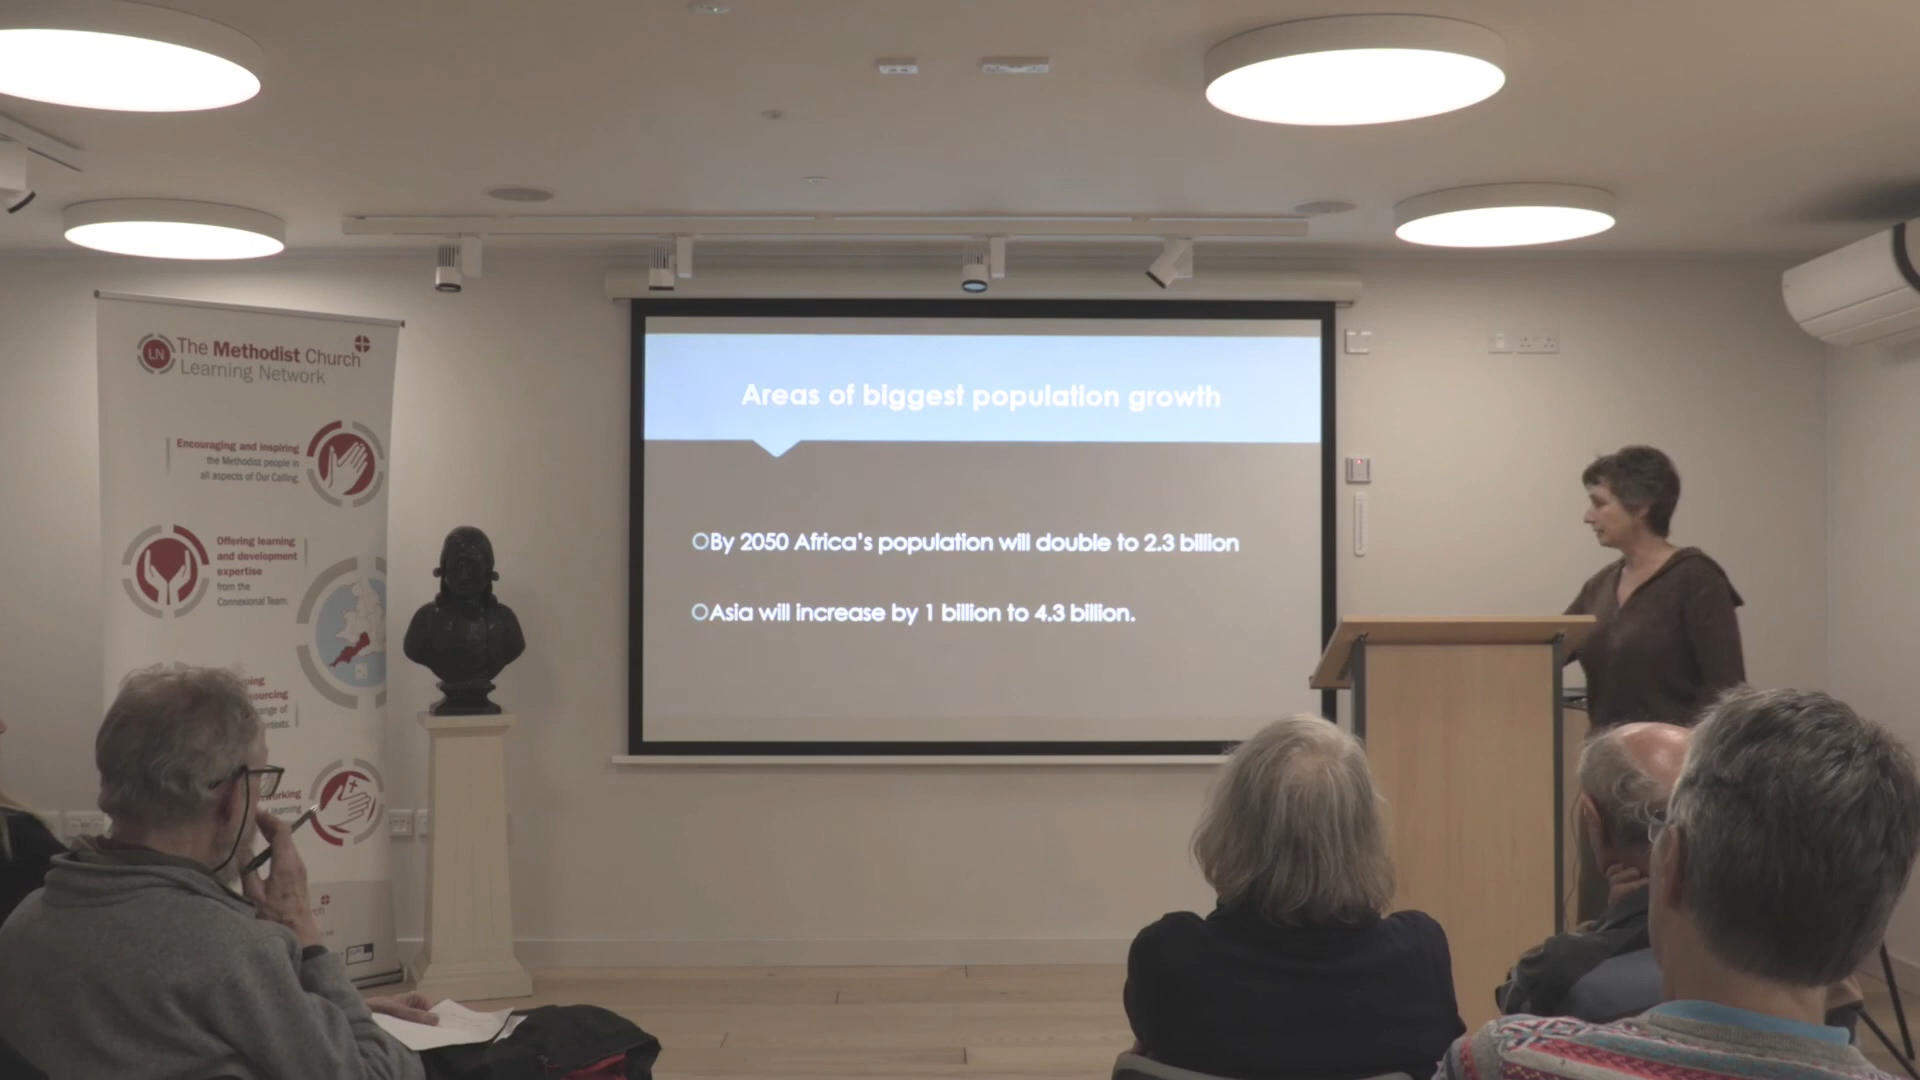 LN
The Methodist Church
Learning Network
Encouraging and inspiring
the Methodist people in
all aspects of Our Calling.
Offering learning
and development
expertise
from the
Connexional Team.
Areas of biggest population growth
By 2050 Africa's population will double to 2.3 billion
Asia will increase by 1 billion to 4.3 billion.